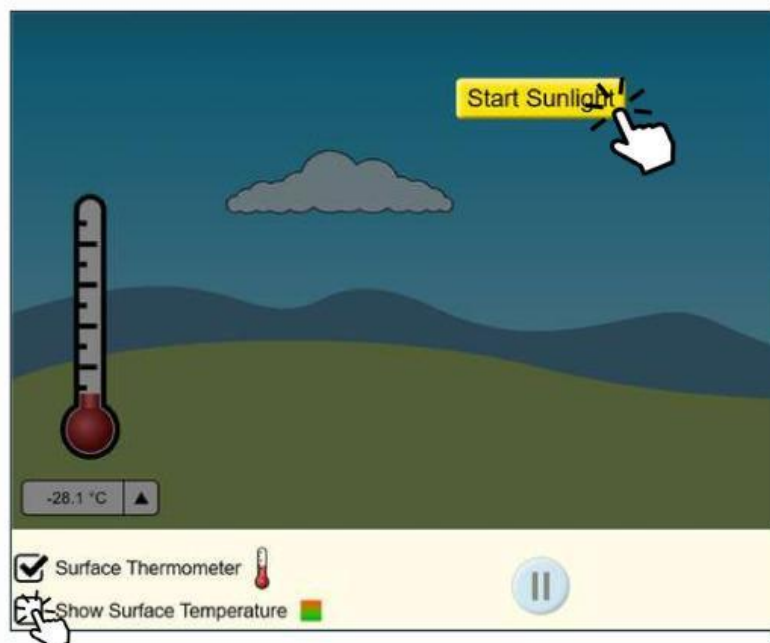 Start Sunlight
-28.1 °C
Surface Thermometer
Show Surface Temperature